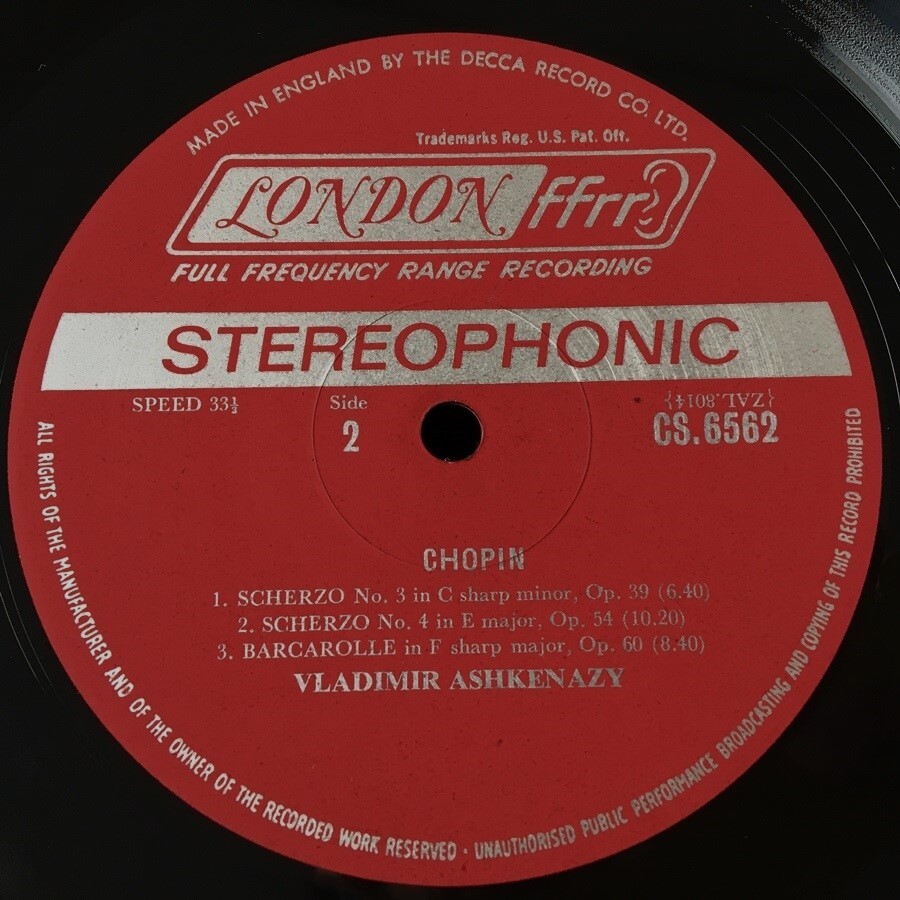 MADE IN ENGLAND BY THE DECCA RECORD CO. LTD.
Trademarks Reg. U.S. Pat. Off.
LONDON ffrr
FULL FREQUENCY RANGE RECORDING
STEREOPHONIC
SPEED 33⅓
Side
2
{ZAL.8014}
CS.6562
CHOPIN
1. SCHERZO No. 3 in C sharp minor, Op. 39 (6.40)
2. SCHERZO No. 4 in E major, Op. 54 (10.20)
3. BARCAROLLE in F sharp major, Op. 60 (8.40)
VLADIMIR ASHKENAZY
ALL RIGHTS OF THE MANUFACTURER AND OF THE OWNER OF THE RECORDED WORK RESERVED · UNAUTHORISED PUBLIC PERFORMANCE BROADCASTING AND COPYING OF THIS RECORD PROHIBITED